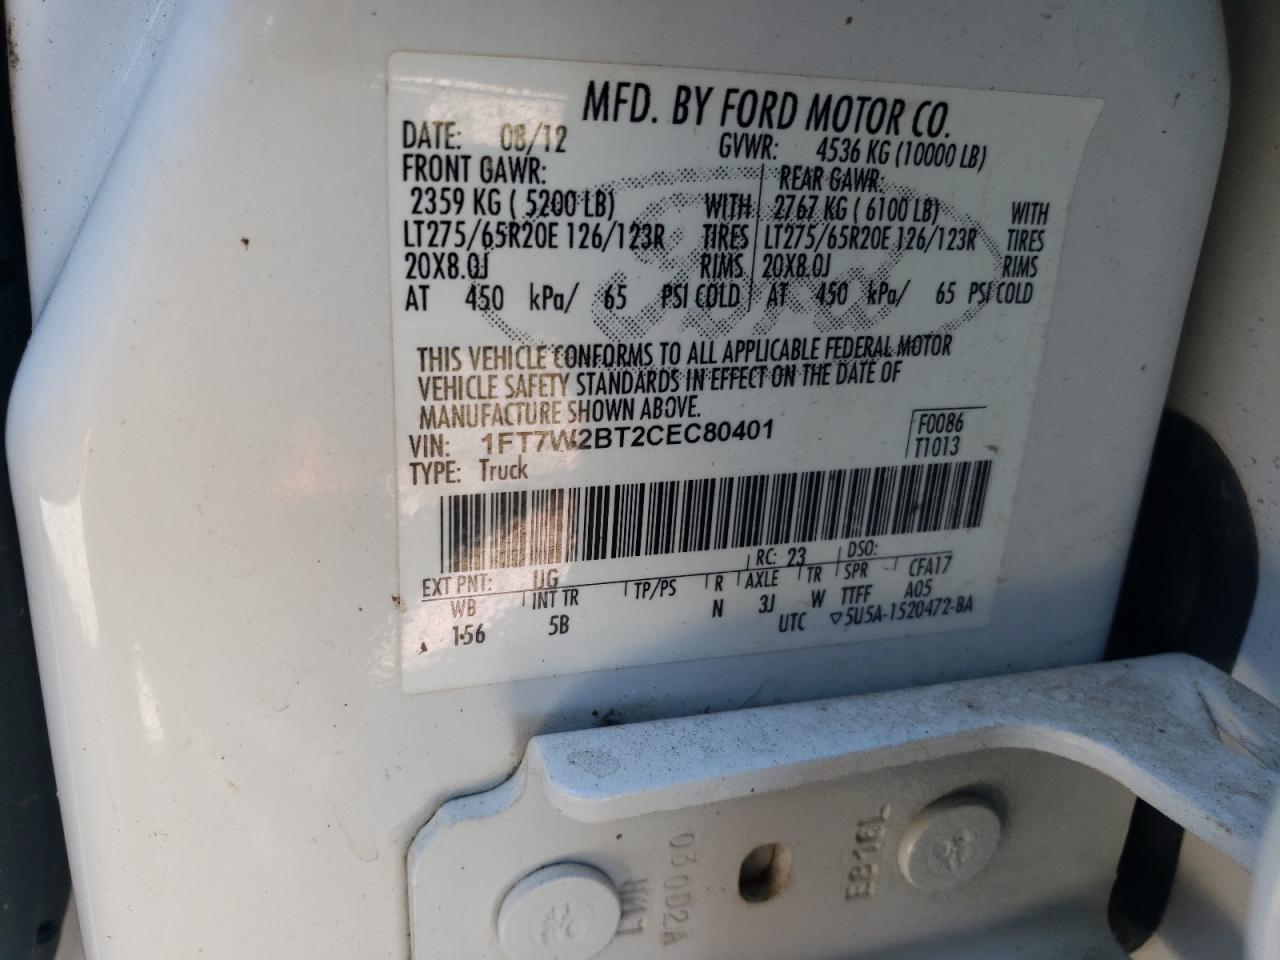 MFD. BY FORD MOTOR CO.
DATE: 08/12 GVWR: 4536 KG (10000 LB)
FRONT GAWR: REAR GAWR:
2359 KG ( 5200 LB) WITH 2767 KG ( 6100 LB) WITH
LT275/65R20E 126/123R TIRES LT275/65R20E 126/123R TIRES
20X8.0J RIMS 20X8.0J RIMS
AT 450 kPa/ 65 PSI COLD AT 450 kPa/ 65 PSI COLD
THIS VEHICLE CONFORMS TO ALL APPLICABLE FEDERAL MOTOR
VEHICLE SAFETY STANDARDS IN EFFECT ON THE DATE OF
MANUFACTURE SHOWN ABOVE.
VIN: 1FT7W2BT2CEC80401 F0086
TYPE: Truck T1013
RC: 23 DSO:
EXT PNT: UG TP/PS R AXLE TR SPR CFA17
WB INT TR N 3J W TTFF A05
156 5B UTC ▽5U5A-1520472-BA
030D2A
E816L